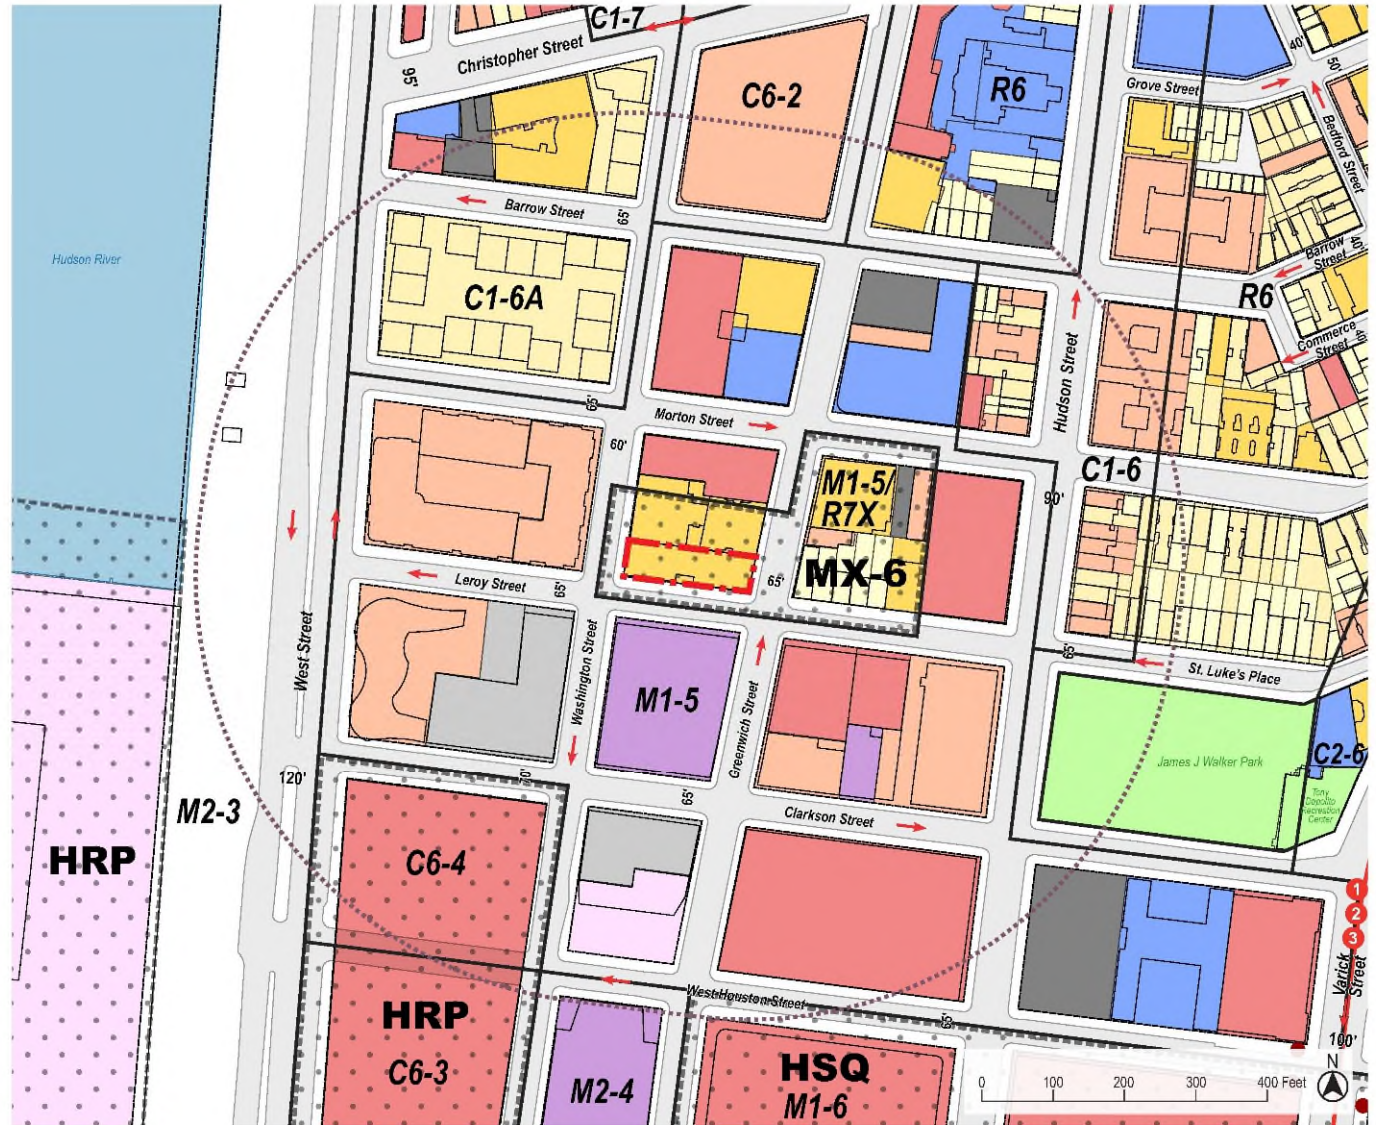 C1-7
Christopher Street
95'
C6-2
R6
Grove Street
40'
50'
Bedford Street
Barrow Street
65'
Hudson River
C1-6A
Barrow
Street
40'
R6
Commerce
Street
40'
Hudson Street
65'
Morton Street
60'
C1-6
90'
M1-5/
R7X
MX-6
65'
Leroy Street
65'
West Street
Washington Street
M1-5
Greenwich Street
65'
St. Luke's Place
James J Walker Park
C2-6
Tony
Dapolito
Recreation
Center
120'
70'
65'
M2-3
Clarkson Street
HRP
C6-4
1
2
3
Varick
Street
West Houston Street
65'
100'
HRP
C6-3
M2-4
HSQ
M1-6
N
0
100
200
300
400 Feet